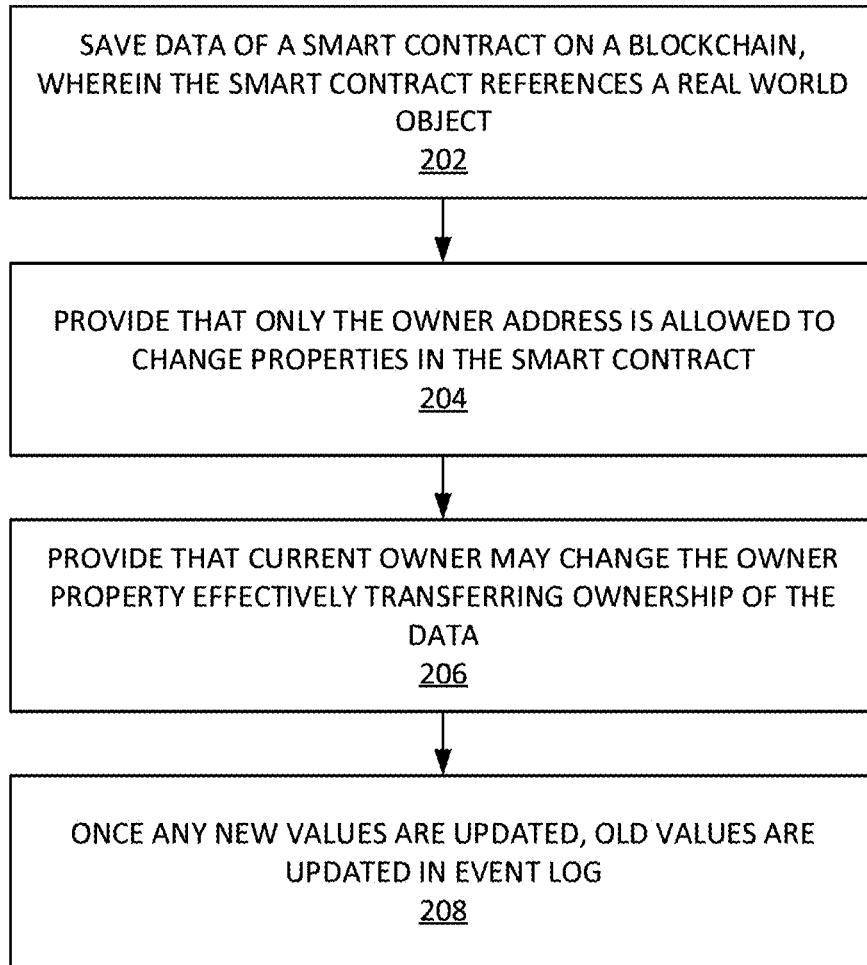 SAVE DATA OF A SMART CONTRACT ON A BLOCKCHAIN,
WHEREIN THE SMART CONTRACT REFERENCES A REAL WORLD
OBJECT
202
PROVIDE THAT ONLY THE OWNER ADDRESS IS ALLOWED TO
CHANGE PROPERTIES IN THE SMART CONTRACT
204
PROVIDE THAT CURRENT OWNER MAY CHANGE THE OWNER
PROPERTY EFFECTIVELY TRANSFERRING OWNERSHIP OF THE
DATA
206
ONCE ANY NEW VALUES ARE UPDATED, OLD VALUES ARE
UPDATED IN EVENT LOG
208